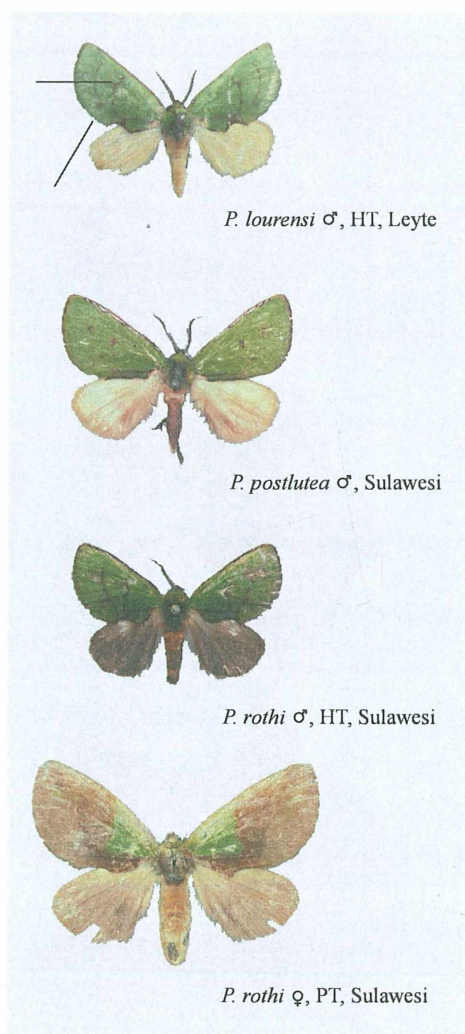 P. lourensi ♂, HT, Leyte
P. postlutea ♂, Sulawesi
P. rothi ♂, HT, Sulawesi
P. rothi ♀, PT, Sulawesi